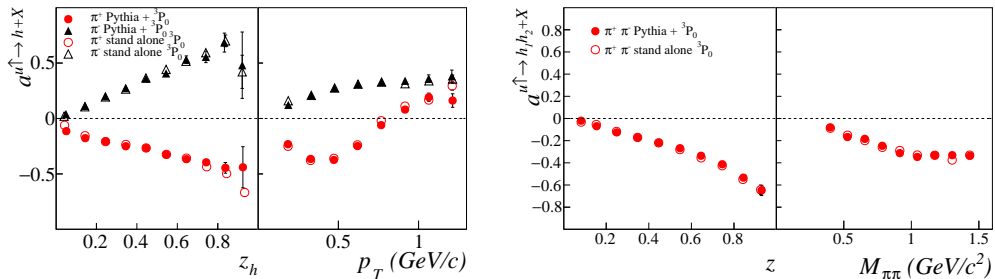 π⁺ Pythia + ³P₀
π⁻ Pythia + ³P₀
π⁺ stand alone ³P₀
π⁻ stand alone ³P₀
a^{u↑→h+X}
0.5
0
−0.5
0.2 0.4 0.6 0.8
z_h
0.5 1
p_T (GeV/c)
π⁺ π⁻ Pythia + ³P₀
π⁺ π⁻ stand alone ³P₀
a^{u↑→h₁h₂+X}
0.8
0.6
0.4
0.2
0
−0.2
−0.4
−0.6
−0.8
0.2 0.4 0.6 0.8
z
0.5 1 1.5
M_{ππ} (GeV/c²)